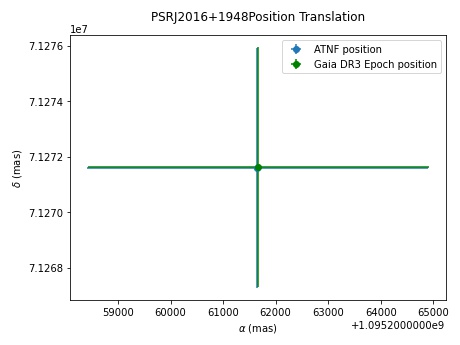 PSRJ2016+1948Position Translation
1e7
ATNF position
Gaia DR3 Epoch position
7.1276
7.1274
7.1272
7.1270
7.1268
δ (mas)
59000 60000 61000 62000 63000 64000 65000
α (mas)
+1.0952000000e9